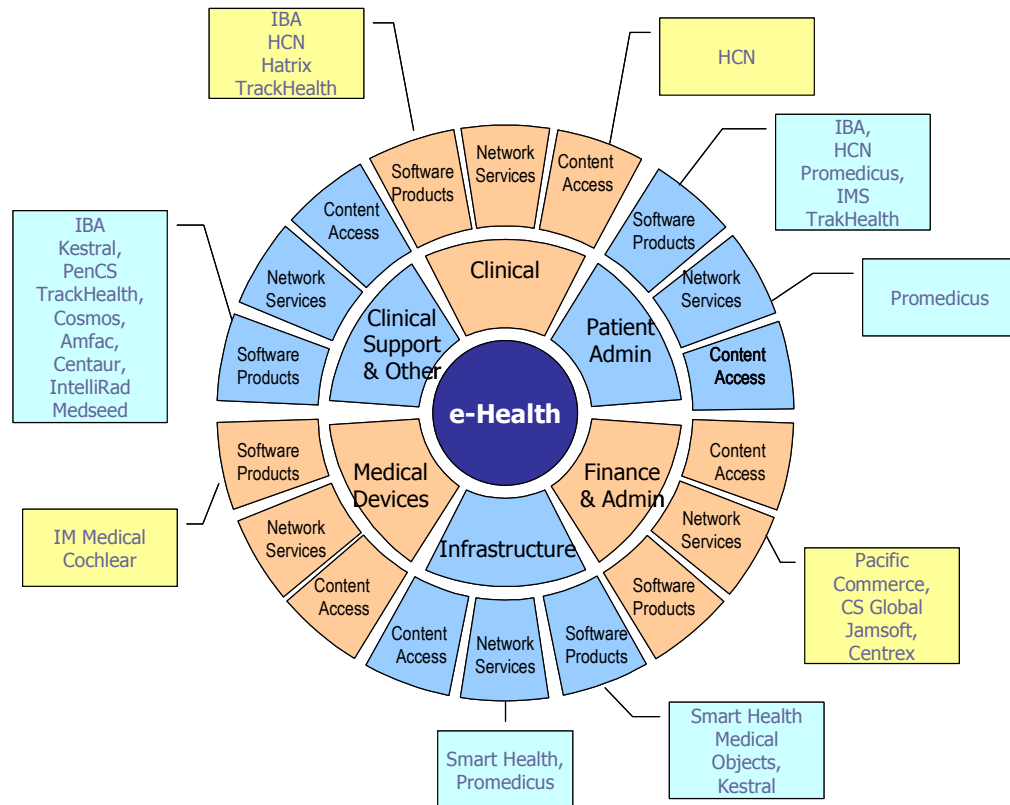 IBA
HCN
Hatrix
TrackHealth
HCN
IBA,
HCN
Promedicus,
IMS
TrakHealth
Promedicus
IBA
Kestral,
PenCS
TrackHealth,
Cosmos,
Amfac,
Centaur,
IntelliRad
Medseed
Software
Products
Network
Services
Content
Access
Clinical
Software
Products
Network
Services
Content
Access
Patient
Admin
Content
Access
Network
Services
Software
Products
Clinical
Support
& Other
e-Health
Software
Products
Network
Services
Content
Access
Medical
Devices
Content
Access
Network
Services
Software
Products
Finance
& Admin
Infrastructure
Content
Access
Network
Services
Software
Products
IM Medical
Cochlear
Pacific
Commerce,
CS Global
Jamsoft,
Centrex
Smart Health,
Promedicus
Smart Health
Medical
Objects,
Kestral